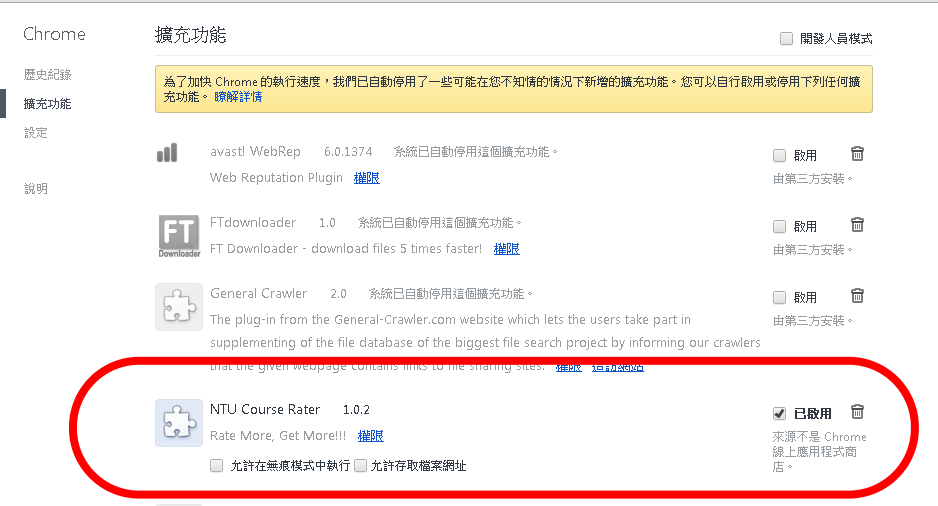 Chrome
擴充功能
開發人員模式
歷史紀錄
擴充功能
設定
說明
為了加快 Chrome 的執行速度，我們已自動停用了一些可能在您不知情的情況下新增的擴充功能。您可以自行啟用或停用下列任何擴
充功能。 瞭解詳情
avast! WebRep 6.0.1374 系統已自動停用這個擴充功能。
啟用
Web Reputation Plugin 權限
由第三方安裝。
FTdownloader 1.0 系統已自動停用這個擴充功能。
啟用
FT
Downloader
FT Downloader - download files 5 times faster! 權限
由第三方安裝。
General Crawler 2.0 系統已自動停用這個擴充功能。
啟用
The plug-in from the General-Crawler.com website which lets the users take part in
由第三方安裝。
supplementing of the file database of the biggest file search project by informing our crawlers
that the given webpage contains links to file sharing sites. 權限 造訪網站
NTU Course Rater 1.0.2
已啟用
Rate More, Get More!!! 權限
來源不是 Chrome
線上應用程式商
店。
允許在無痕模式中執行 允許存取檔案網址